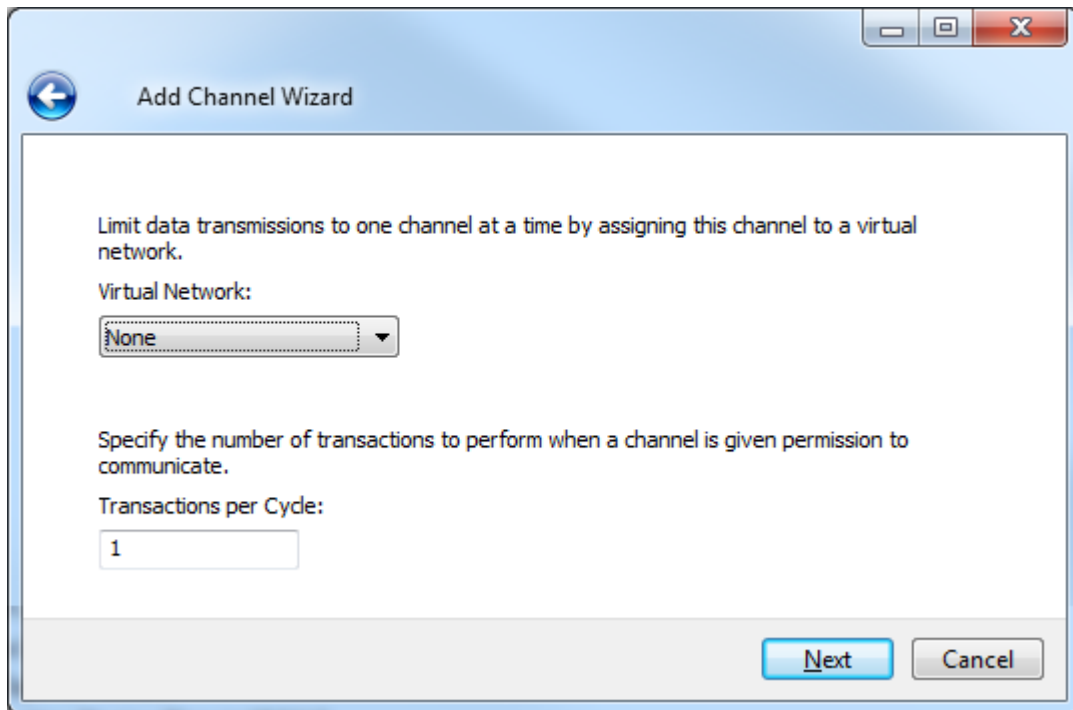 Add Channel Wizard
Limit data transmissions to one channel at a time by assigning this channel to a virtual
network.
Virtual Network:
None
Specify the number of transactions to perform when a channel is given permission to
communicate.
Transactions per Cycle:
1
Next Cancel